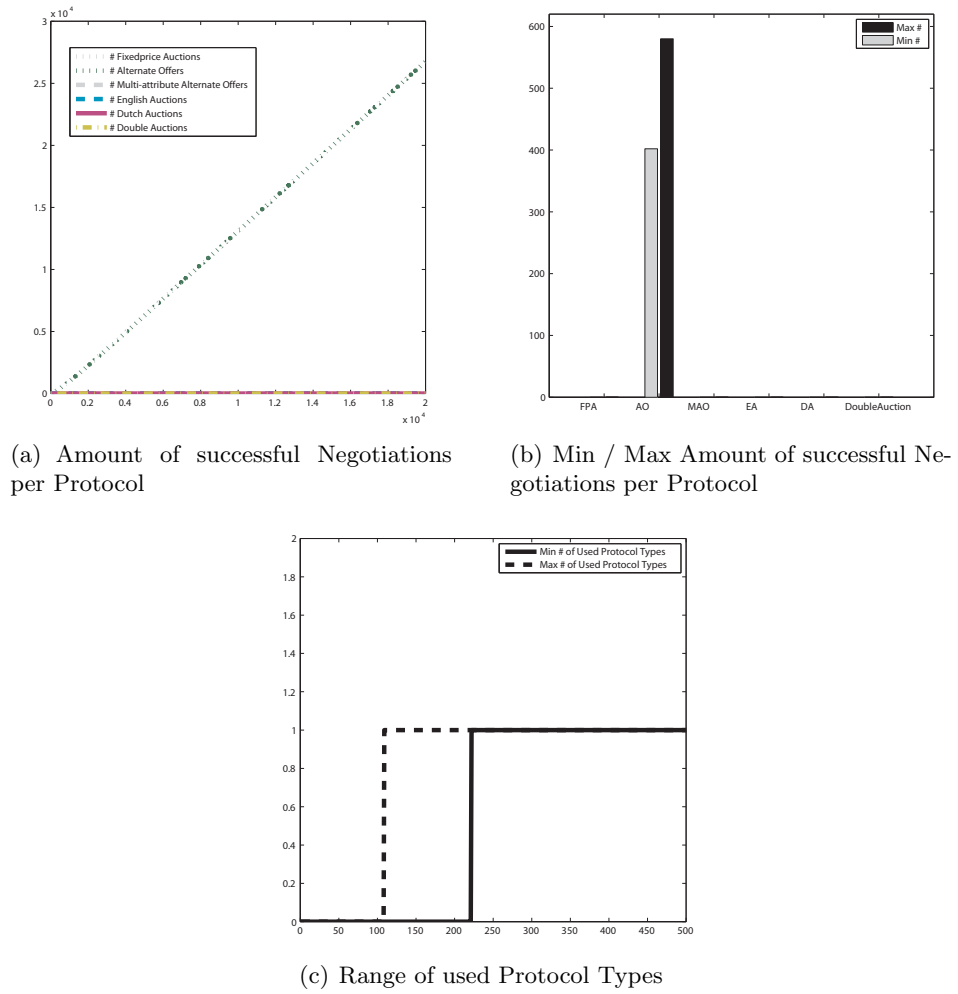 x 10⁴
3
2.5
2
1.5
1
0.5
0
# Fixedprice Auctions
# Alternate Offers
# Multi-attribute Alternate Offers
# English Auctions
# Dutch Auctions
# Double Auctions
0 0.2 0.4 0.6 0.8 1 1.2 1.4 1.6 1.8 2
x 10⁴
(a) Amount of successful Negotiations
per Protocol
600
500
400
300
200
100
0
Max #
Min #
FPA AO MAO EA DA DoubleAuction
(b) Min / Max Amount of successful Ne-
gotiations per Protocol
2
1.8
1.6
1.4
1.2
1
0.8
0.6
0.4
0.2
0
Min # of Used Protocol Types
Max # of Used Protocol Types
0 50 100 150 200 250 300 350 400 450 500
(c) Range of used Protocol Types